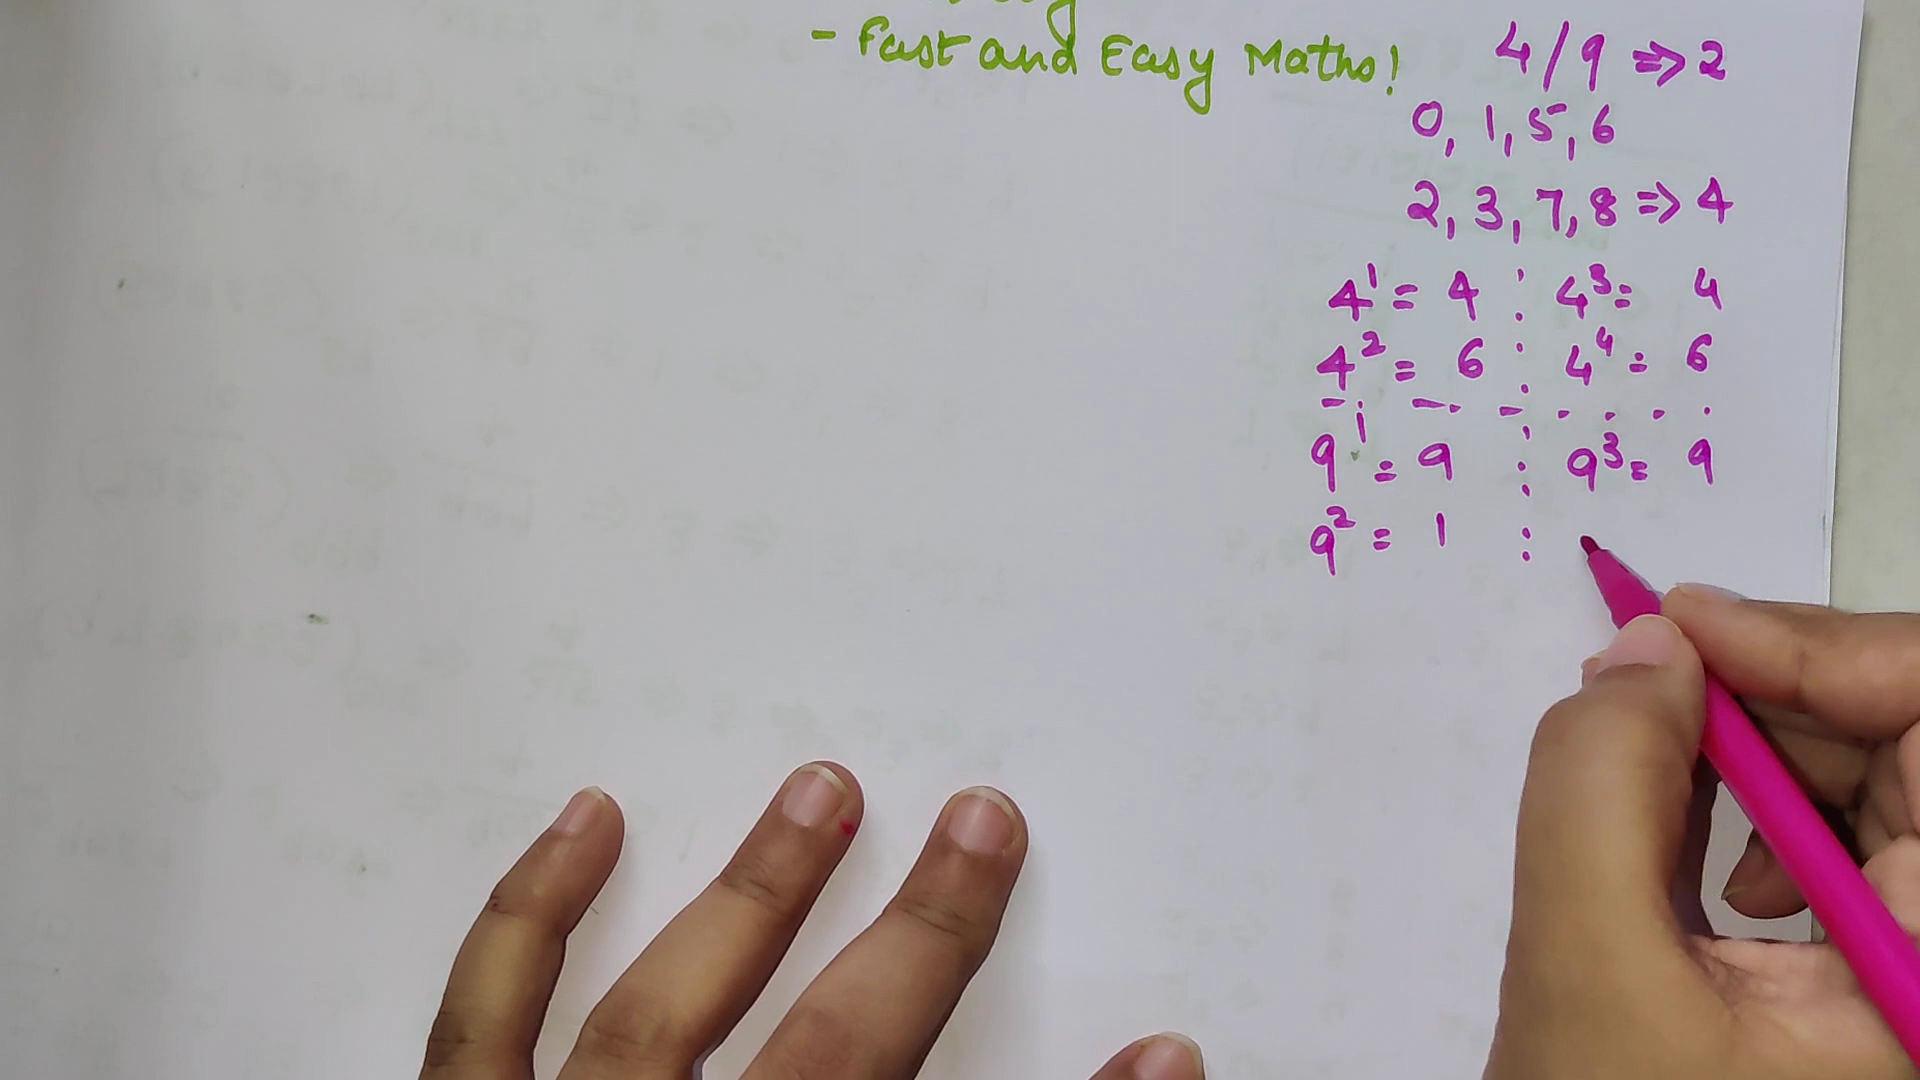 - Fast and Easy Maths!
4/9 => 2
0, 1, 5, 6
2, 3, 7, 8 => 4
4¹ = 4 : 4³ = 4
4² = 6 : 4⁴ = 6
9¹ = 9 : 9³ = 9
9² = 1 :